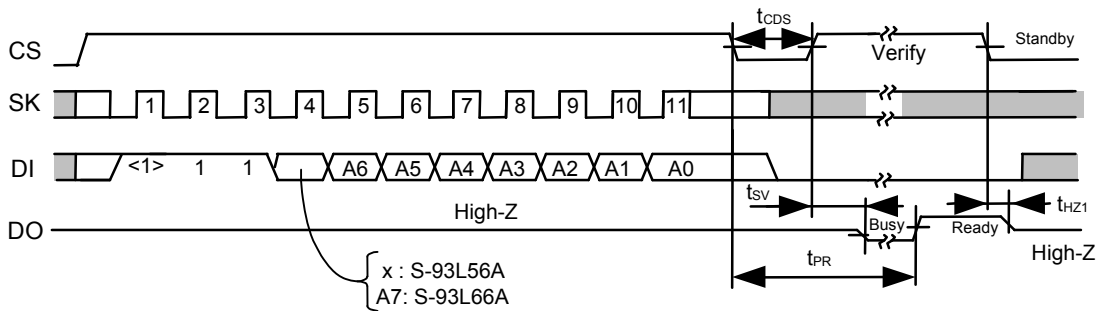 tCDS
CS
Verify
Standby
SK
1 2 3 4 5 6 7 8 9 10 11
DI
<1> 1 1 A6 A5 A4 A3 A2 A1 A0
tSV
High-Z
tHZ1
DO
Busy
Ready
High-Z
tPR
x : S-93L56A
A7: S-93L66A